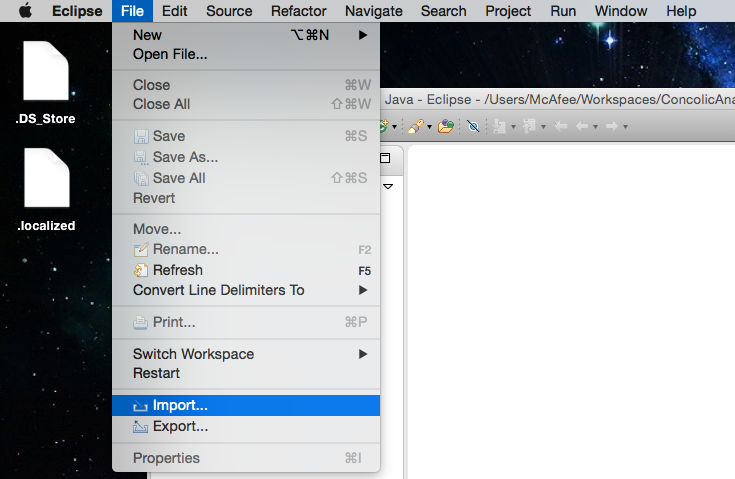 Eclipse File Edit Source Refactor Navigate Search Project Run Window Help
New ⌥⌘N ▶
Open File...
Close ⌘W
Close All ⇧⌘W
Save ⌘S
Save As...
Save All ⇧⌘S
Revert
Move...
Rename... F2
Refresh F5
Convert Line Delimiters To ▶
Print... ⌘P
Switch Workspace ▶
Restart
Import...
Export...
Properties ⌘I
.DS_Store
.localized
Java - Eclipse - /Users/McAfee/Workspaces/ConcolicAna